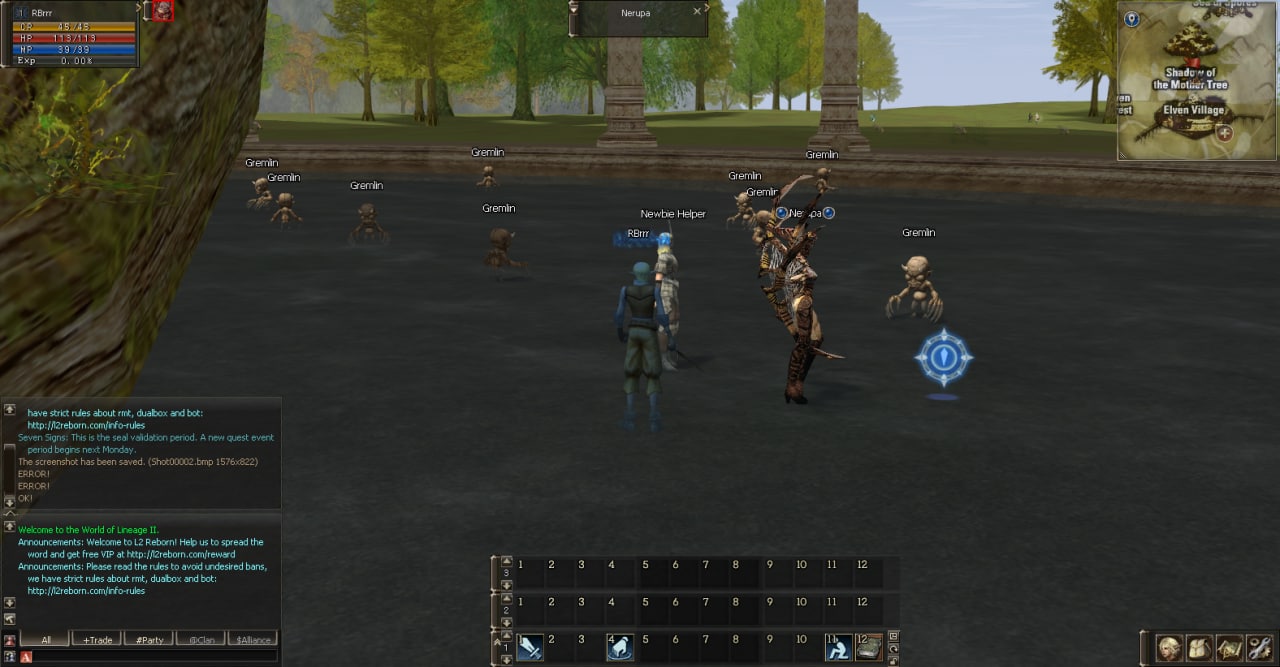 1 RBrrr
CP 48/48
HP 113/113
MP 39/39
Exp 0.00%
Nerupa
Shadow of
the Mother Tree
Elven Village
Gremlin
Gremlin
Gremlin
Gremlin
Gremlin
Gremlin
Gremlin
Gremlin
Gremlin
Newbie Helper
Nerupa
RBrrr
have strict rules about rmt, dualbox and bot:
http://l2reborn.com/info-rules
Seven Signs: This is the seal validation period. A new quest event
period begins next Monday.
The screenshot has been saved. (Shot00002.bmp 1576x822)
ERROR!
ERROR!
OK!
Welcome to the World of Lineage II.
Announcements: Welcome to L2 Reborn! Help us to spread the
word and get free VIP at http://l2reborn.com/reward
Announcements: Please read the rules to avoid undesired bans,
we have strict rules about rmt, dualbox and bot:
http://l2reborn.com/info-rules
All +Trade #Party @Clan $Alliance
A
3 1 2 3 4 5 6 7 8 9 10 11 12
2 1 2 3 4 5 6 7 8 9 10 11 12
1 1 2 3 4 5 6 7 8 9 10 11 12